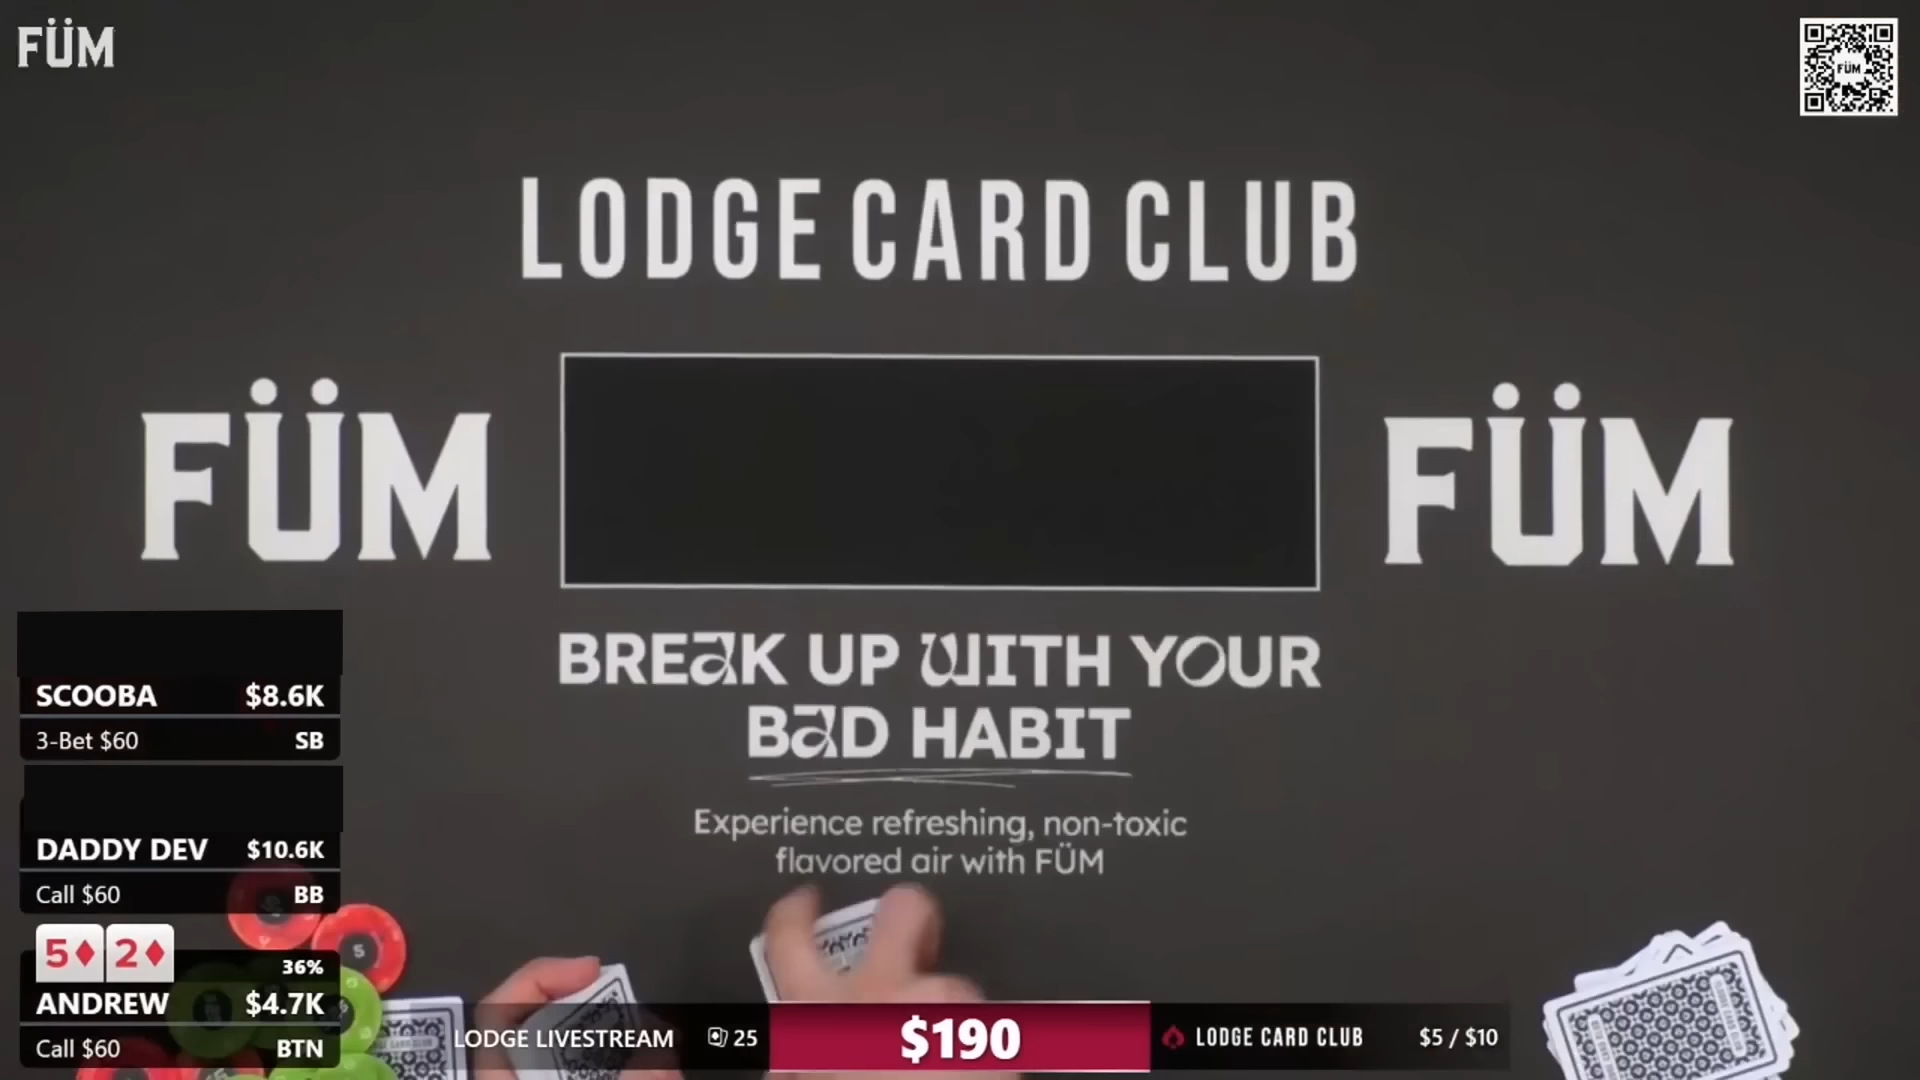 FÜM
FÜM
LODGE CARD CLUB
FÜM
FÜM
BREAK UP WITH YOUR
BAD HABIT
Experience refreshing, non-toxic
flavored air with FÜM
SCOOBA $8.6K
3-Bet $60 SB
DADDY DEV $10.6K
Call $60 BB
5♦ 2♦
36%
ANDREW $4.7K
Call $60 BTN
5
LODGE LIVESTREAM 25 $190 LODGE CARD CLUB $5 / $10